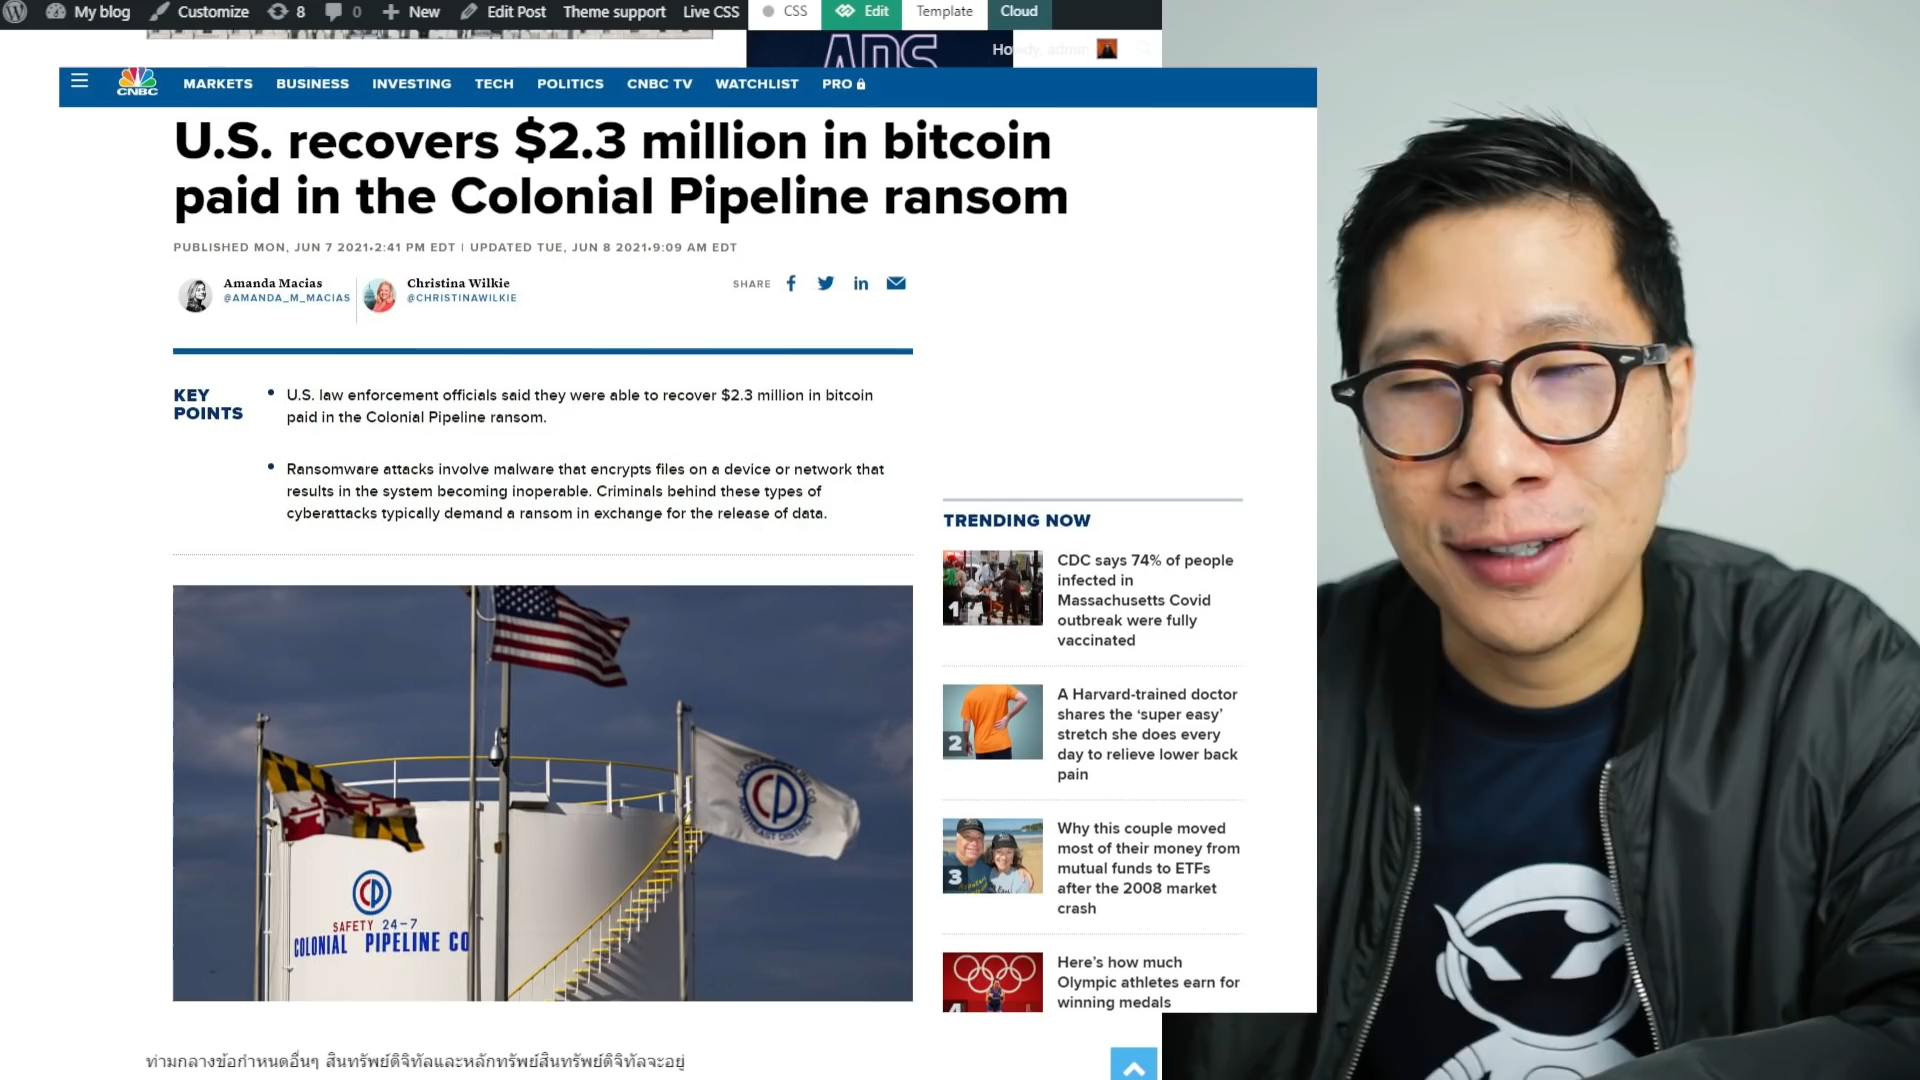 My blog
Customize
8
0
New
Edit Post
Theme support
Live CSS
CSS
Edit
Template
Cloud
ADS
Howdy, admin
CNBC
MARKETS
BUSINESS
INVESTING
TECH
POLITICS
CNBC TV
WATCHLIST
PRO
U.S. recovers $2.3 million in bitcoin
paid in the Colonial Pipeline ransom
PUBLISHED MON, JUN 7 2021•2:41 PM EDT | UPDATED TUE, JUN 8 2021•9:09 AM EDT
Amanda Macias
@AMANDA_M_MACIAS
Christina Wilkie
@CHRISTINAWILKIE
SHARE
KEY
POINTS
• U.S. law enforcement officials said they were able to recover $2.3 million in bitcoin
paid in the Colonial Pipeline ransom.
• Ransomware attacks involve malware that encrypts files on a device or network that
results in the system becoming inoperable. Criminals behind these types of
cyberattacks typically demand a ransom in exchange for the release of data.
CP
CP
SAFETY 24-7
COLONIAL PIPELINE CO
TRENDING NOW
1
CDC says 74% of people
infected in
Massachusetts Covid
outbreak were fully
vaccinated
2
A Harvard-trained doctor
shares the ‘super easy’
stretch she does every
day to relieve lower back
pain
3
Why this couple moved
most of their money from
mutual funds to ETFs
after the 2008 market
crash
4
Here’s how much
Olympic athletes earn for
winning medals
ท่ามกลางข้อกำหนดอื่นๆ สินทรัพย์ดิจิทัลและหลักทรัพย์สินทรัพย์ดิจิทัลจะอยู่